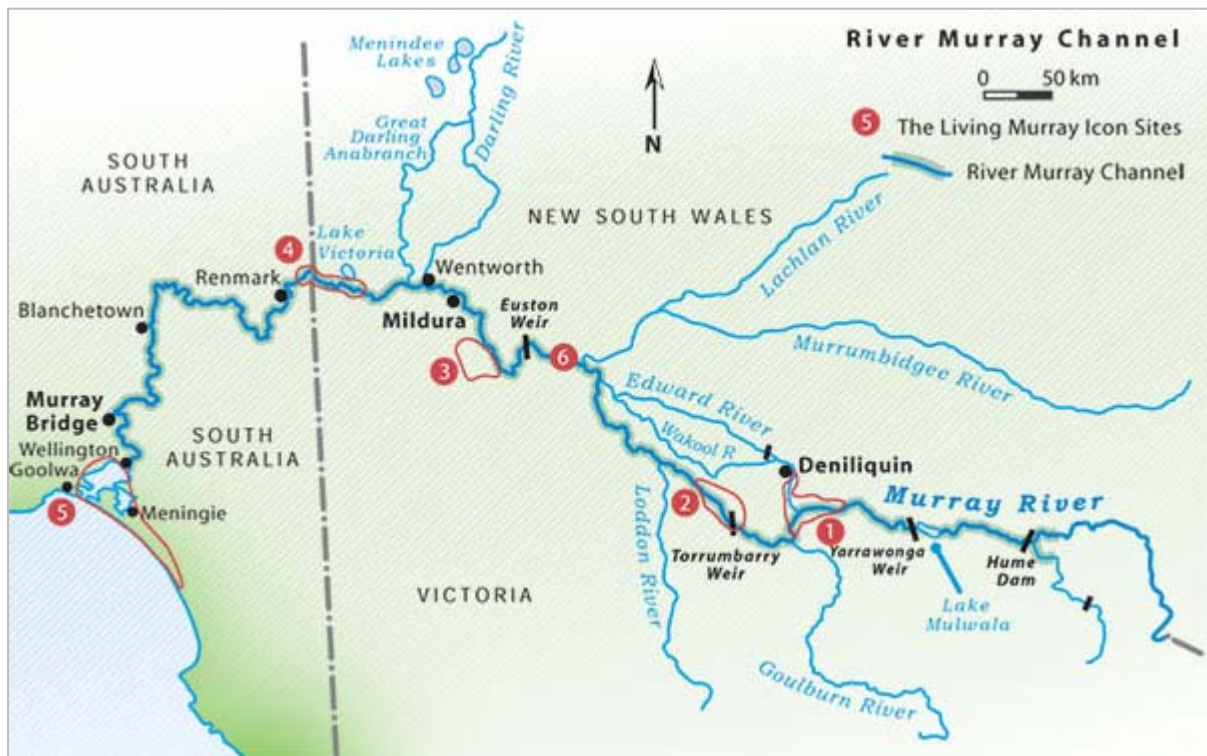 River Murray Channel
0 50 km
5 The Living Murray Icon Sites
River Murray Channel
N
Menindee
Lakes
Darling River
Great
Darling
Anabranch
SOUTH
AUSTRALIA
NEW SOUTH WALES
Lachlan River
4
Lake
Victoria
Renmark
Wentworth
Blanchetown
Mildura
Euston
Weir
Murrumbidgee River
3
6
Murray
Bridge
SOUTH
AUSTRALIA
Edward River
Wakool R
Wellington
Goolwa
Deniliquin
Meningie
5
2
Murray River
1
Loddon River
Torrumbarry
Weir
Yarrawonga
Weir
Hume
Dam
VICTORIA
Lake
Mulwala
Goulburn River